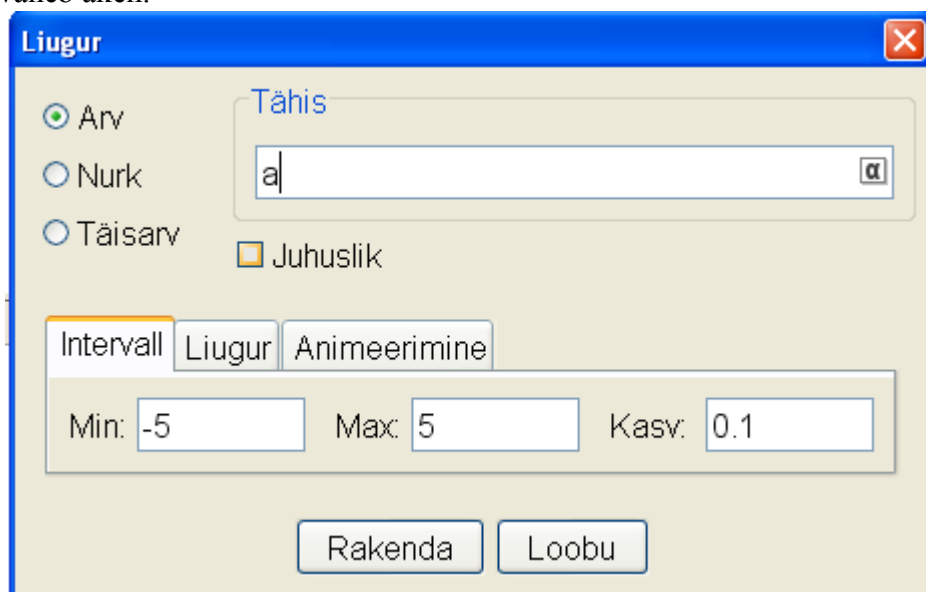 Liugur
Arv
Tähis
Nurk
a
α
Täisarv
Juhuslik
Intervall Liugur Animeerimine
Min: -5 Max: 5 Kasv: 0.1
Rakenda Loobu